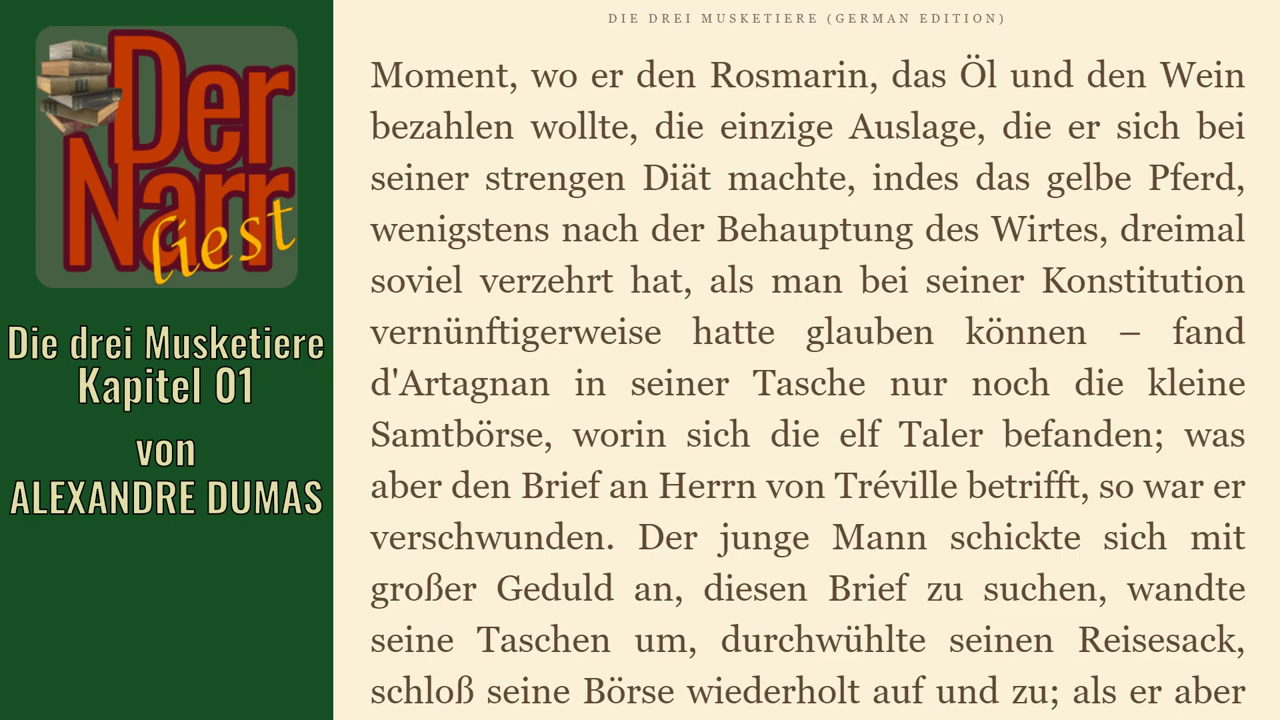 Der
Narr
liest
Die drei Musketiere
Kapitel 01
von
ALEXANDRE DUMAS
DIE DREI MUSKETIERE (GERMAN EDITION)
Moment, wo er den Rosmarin, das Öl und den Wein
bezahlen wollte, die einzige Auslage, die er sich bei
seiner strengen Diät machte, indes das gelbe Pferd,
wenigstens nach der Behauptung des Wirtes, dreimal
soviel verzehrt hat, als man bei seiner Konstitution
vernünftigerweise hatte glauben können – fand
d'Artagnan in seiner Tasche nur noch die kleine
Samtbörse, worin sich die elf Taler befanden; was
aber den Brief an Herrn von Tréville betrifft, so war er
verschwunden. Der junge Mann schickte sich mit
großer Geduld an, diesen Brief zu suchen, wandte
seine Taschen um, durchwühlte seinen Reisesack,
schloß seine Börse wiederholt auf und zu; als er aber